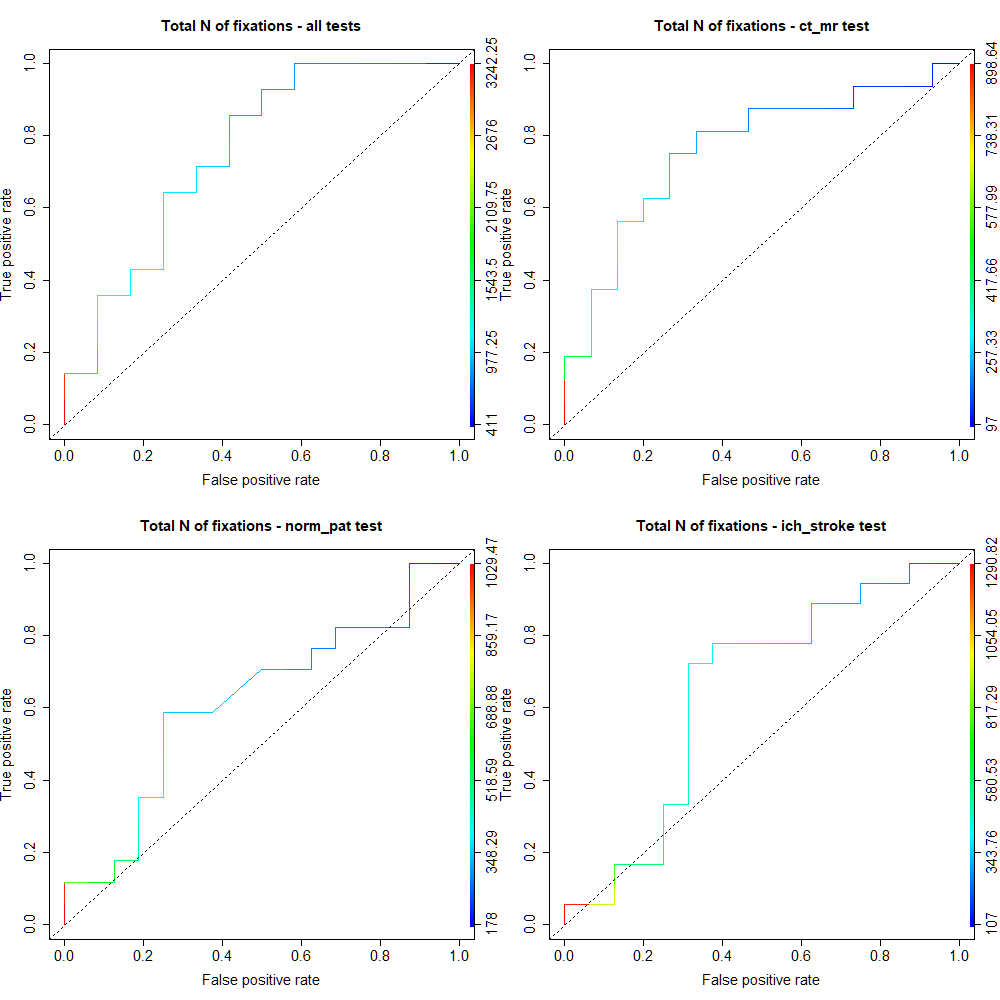 Total N of fixations - all tests
True positive rate
0.0 0.2 0.4 0.6 0.8 1.0
411 977.25 1543.5 2109.75 2676 3242.25
0.0 0.2 0.4 0.6 0.8 1.0
False positive rate
Total N of fixations - ct_mr test
True positive rate
0.0 0.2 0.4 0.6 0.8 1.0
97 257.33 417.66 577.99 738.31 898.64
0.0 0.2 0.4 0.6 0.8 1.0
False positive rate
Total N of fixations - norm_pat test
True positive rate
0.0 0.2 0.4 0.6 0.8 1.0
178 348.29 518.59 688.88 859.17 1029.47
0.0 0.2 0.4 0.6 0.8 1.0
False positive rate
Total N of fixations - ich_stroke test
True positive rate
0.0 0.2 0.4 0.6 0.8 1.0
107 343.76 580.53 817.29 1054.05 1290.82
0.0 0.2 0.4 0.6 0.8 1.0
False positive rate